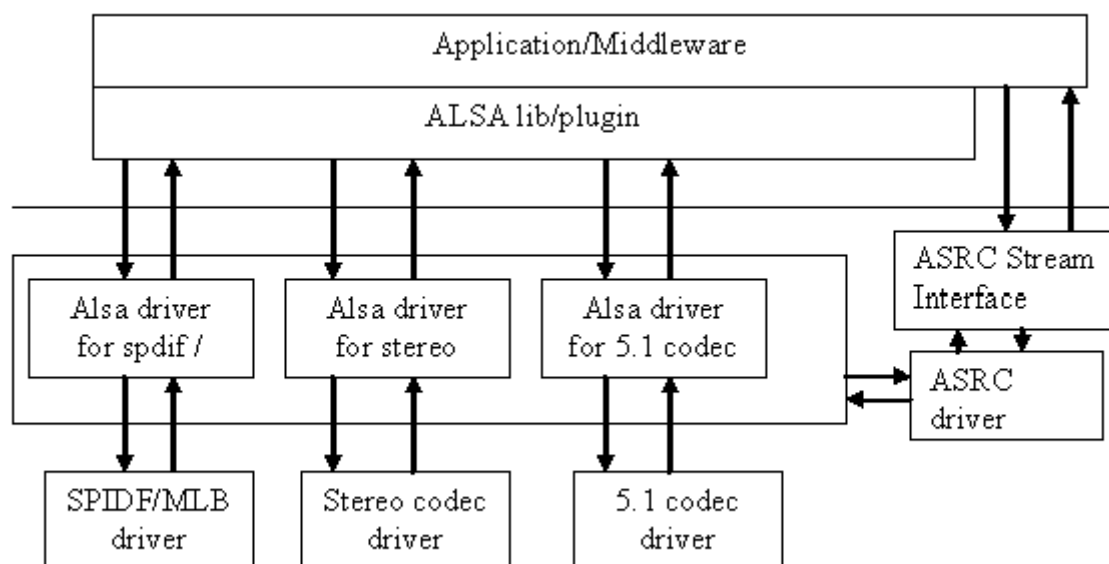 Application/Middleware
ALSA lib/plugin
ASRC Stream
Interface
Alsa driver
for spdif /
Alsa driver
for stereo
Alsa driver
for 5.1 codec
ASRC
driver
SPIDF/MLB
driver
Stereo codec
driver
5.1 codec
driver